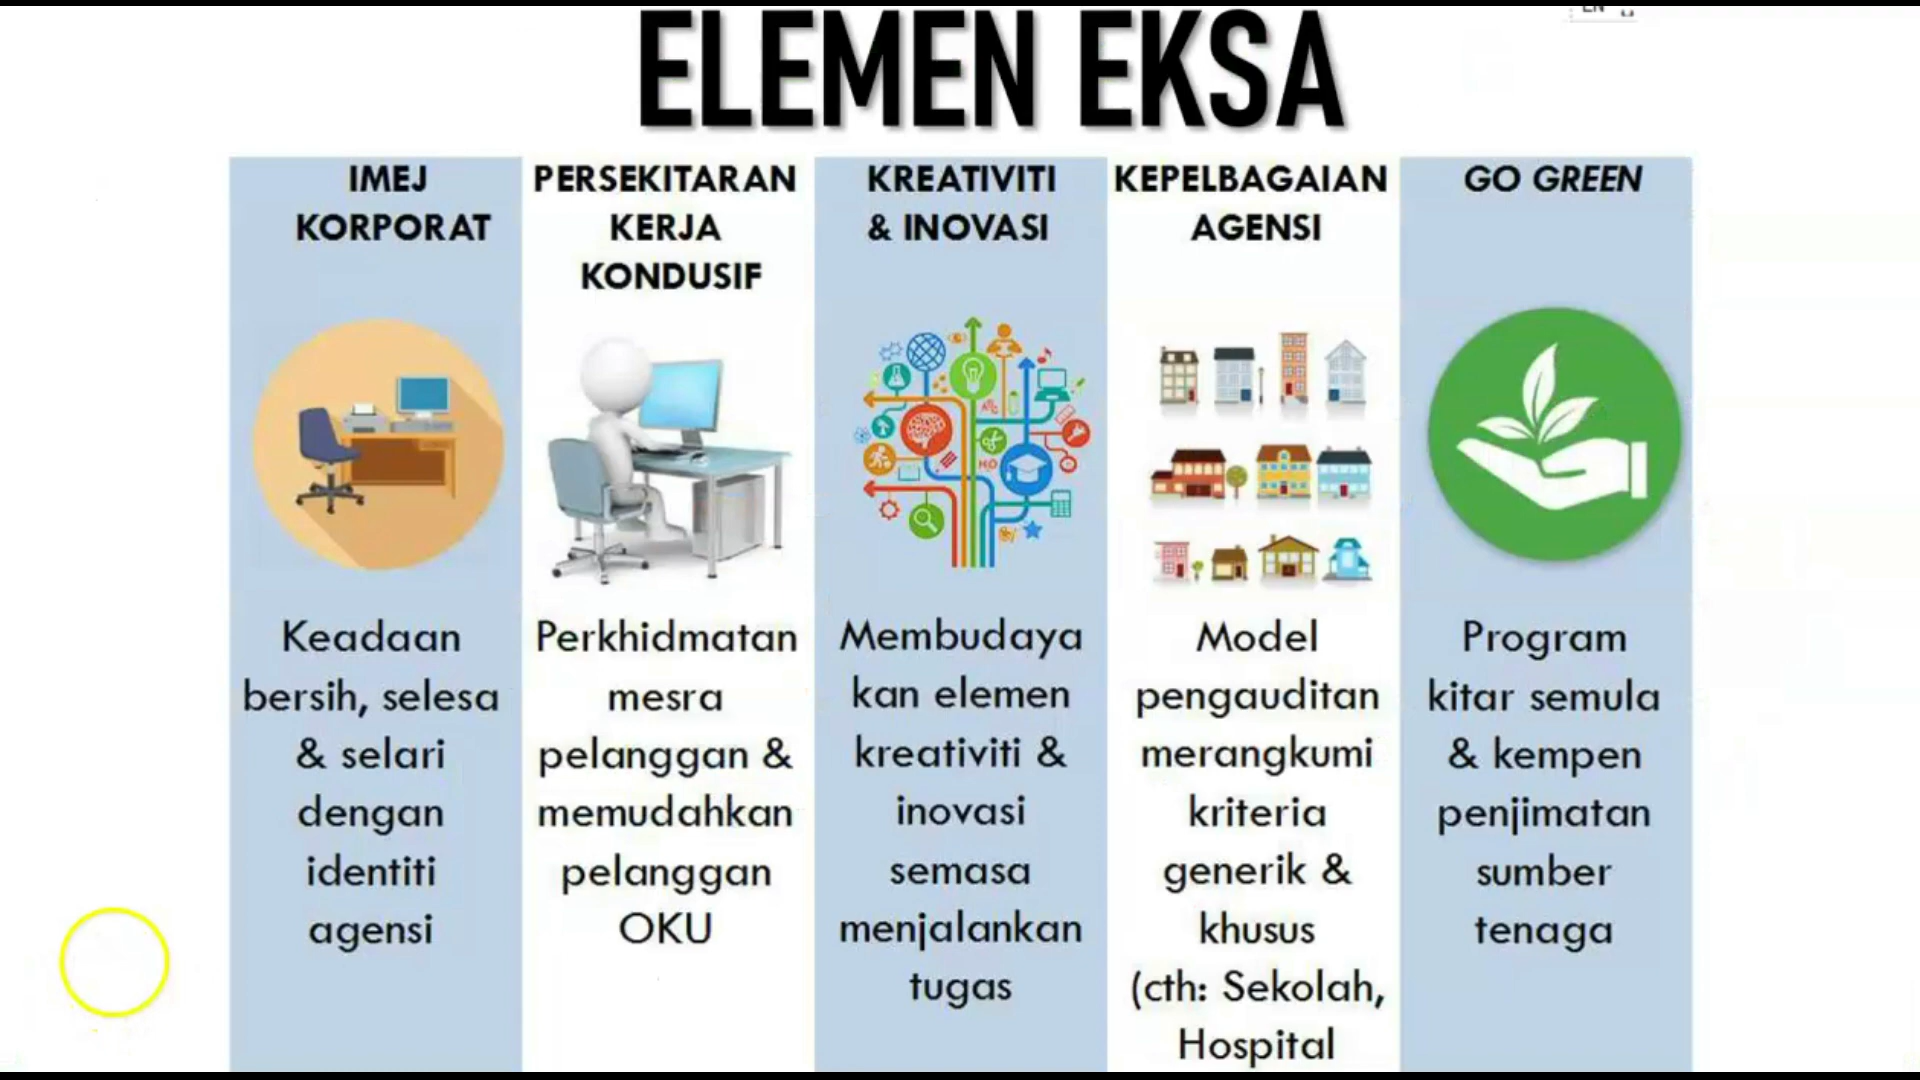 ELEMEN EKSA
IMEJ
KORPORAT
Keadaan
bersih, selesa
& selari
dengan
identiti
agensi
PERSEKITARAN
KERJA
KONDUSIF
Perkhidmatan
mesra
pelanggan &
memudahkan
pelanggan
OKU
KREATIVITI
& INOVASI
H₂O
Membudaya
kan elemen
kreativiti &
inovasi
semasa
menjalankan
tugas
KEPELBAGAIAN
AGENSI
Model
pengauditan
merangkumi
kriteria
generik &
khusus
(cth: Sekolah,
Hospital
GO GREEN
Program
kitar semula
& kempen
penjimatan
sumber
tenaga